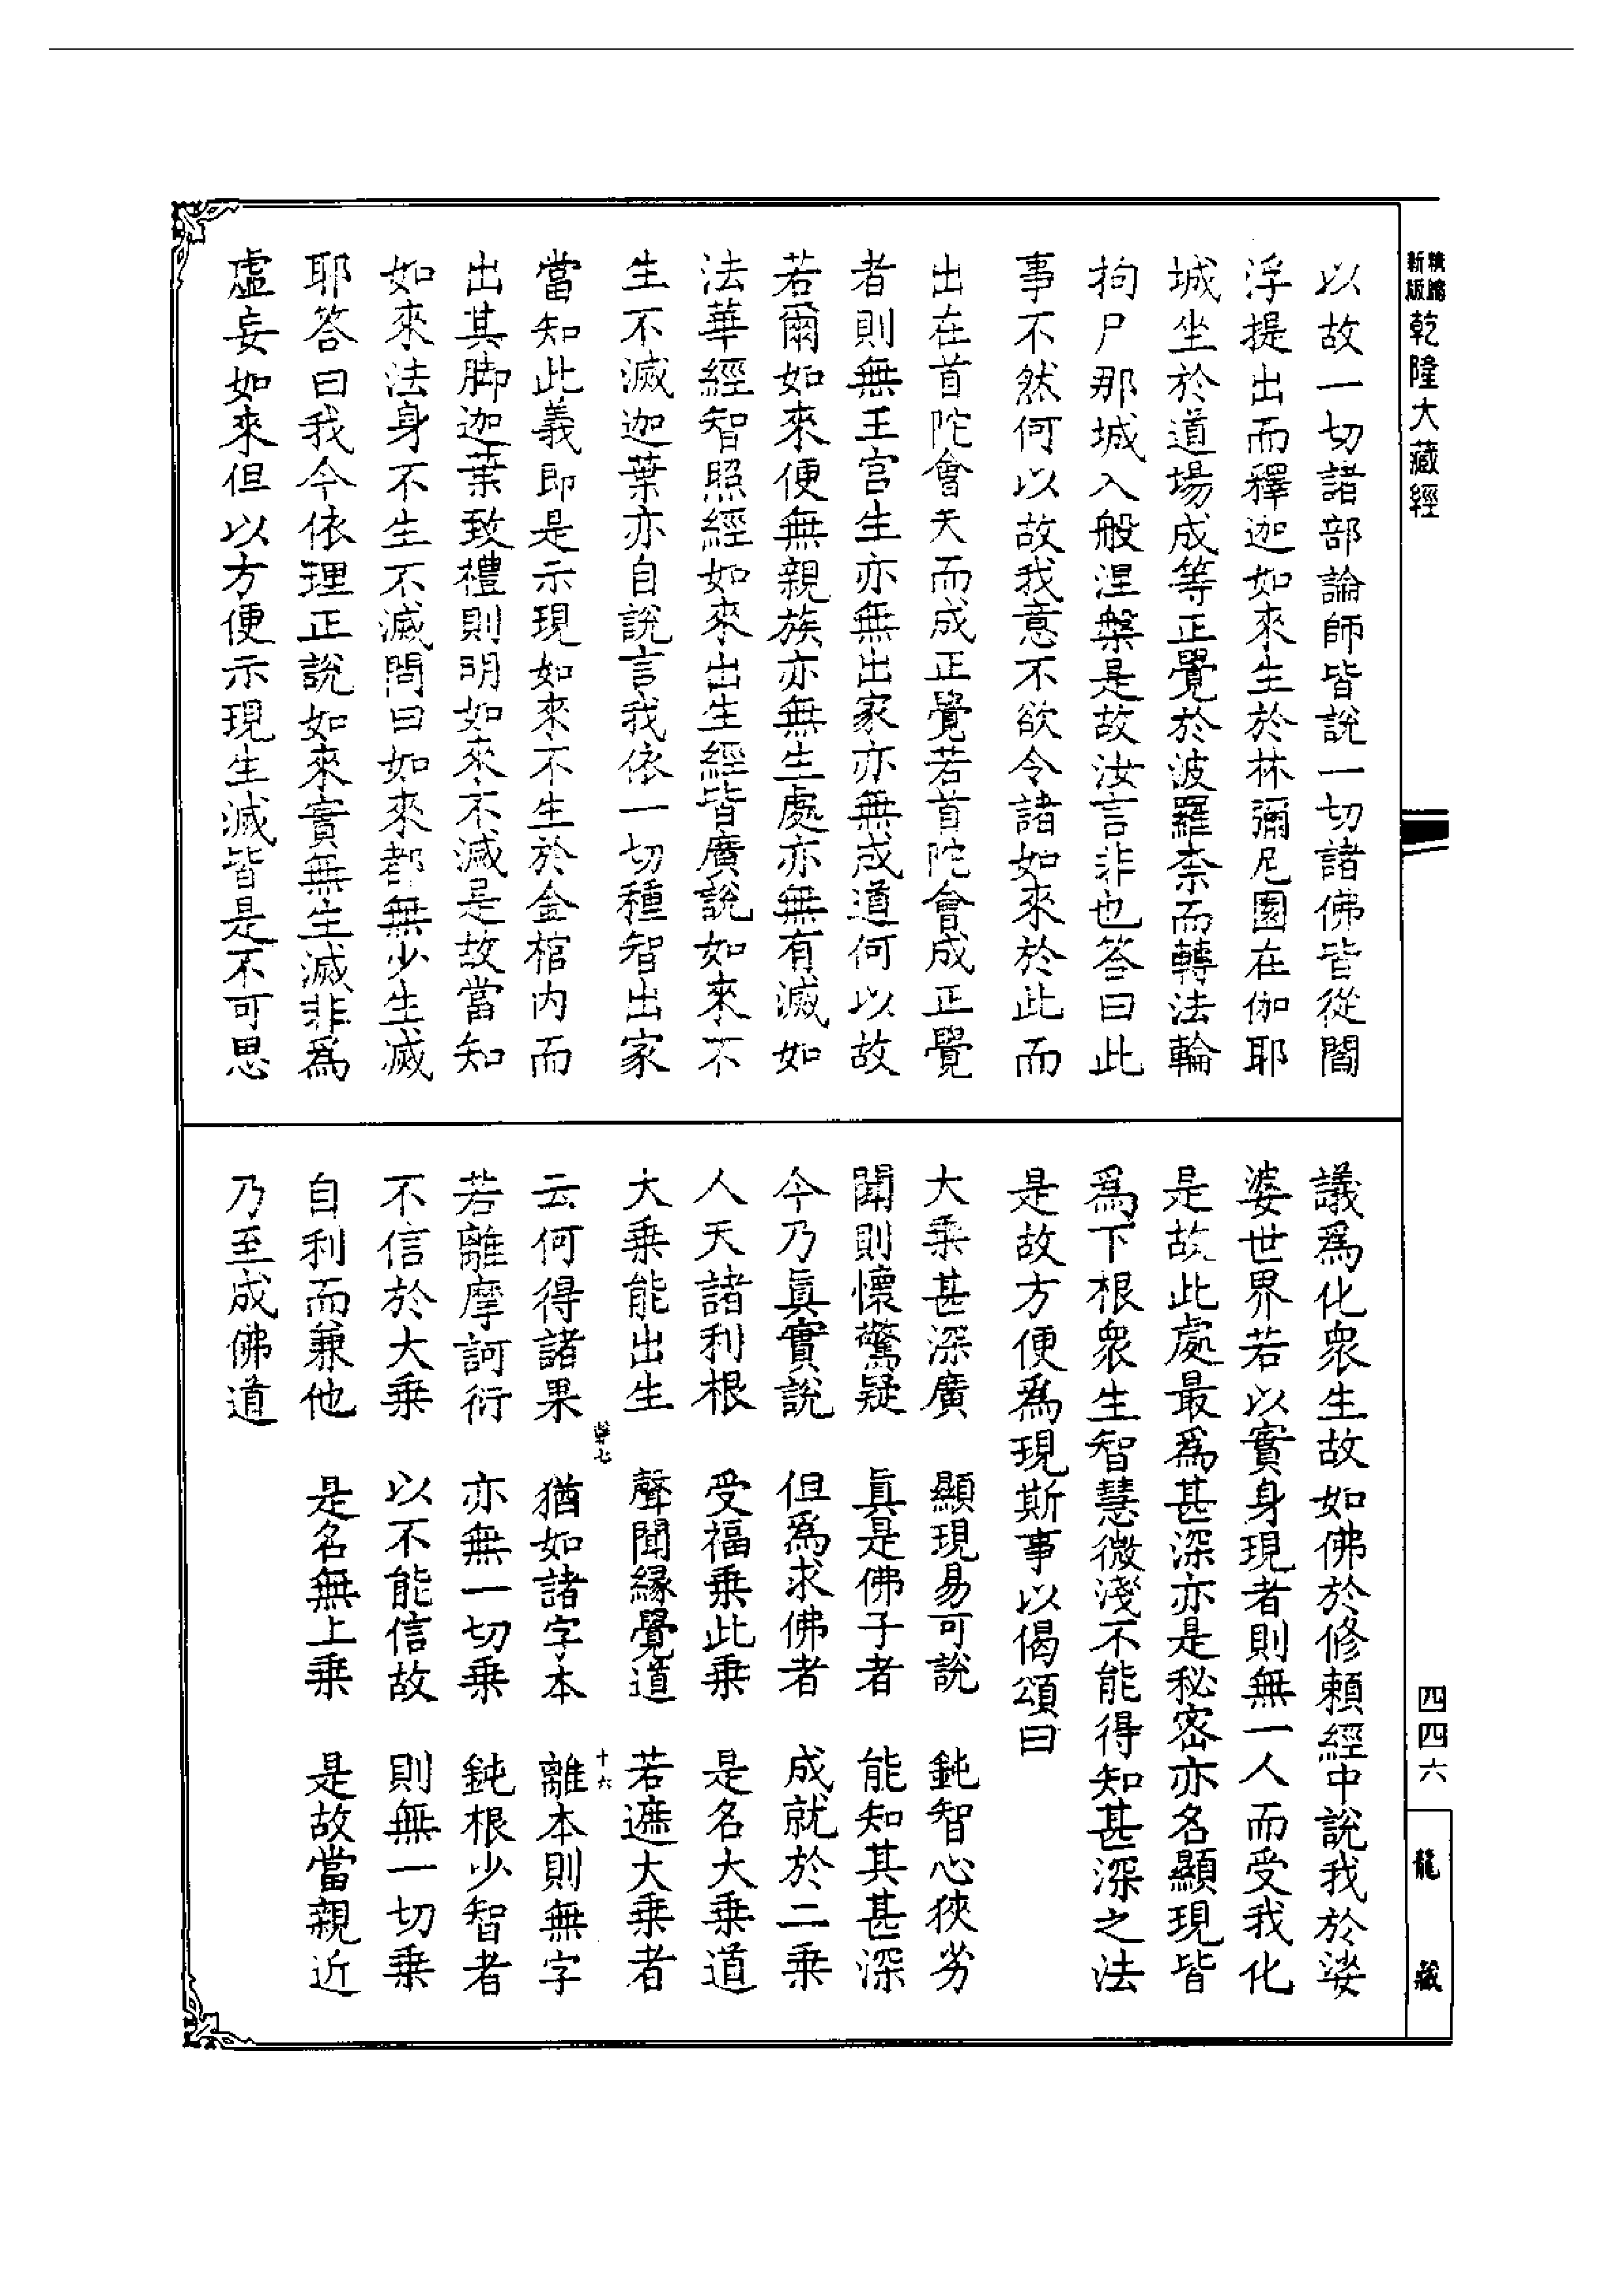 精縮
新版
乾隆大藏經
四四六
龍藏
以故一切諸部論師皆說一切諸佛皆從閻
浮提出而釋迦如來生於林彌尼園在伽耶
城坐於道場成等正覺於波羅柰而轉法輪
拘尸那城入般涅槃是故汝言非也答曰此
事不然何以故我意不欲令諸如來於此而
出在首陀會天而成正覺若首陀會成正覺
者則無王宮生亦無出家亦無成道何以故
若爾如來便無親族亦無生處亦無有滅如
法華經智照經如來出生經皆廣說如來不
生不滅迦葉亦自說言我依一切種智出家
當知此義即是示現如來不生於金棺內而
出其脚迦葉致禮則明如來不滅是故當知
如來法身不生不滅問曰如來都無少生滅
耶答曰我今依理正說如來實無生滅非為
虛妄如來但以方便示現生滅皆是不可思
議為化衆生故如佛於修賴經中說我於娑
婆世界若以實身現者則無一人而受我化
是故此處最為甚深亦是秘密亦名顯現皆
為下根衆生智慧微淺不能得知甚深之法
是故方便為現斯事以偈頌曰
大乗甚深廣　顯現易可說　鈍智心狹劣
聞則懷驚疑　真是佛子者　能知其甚深
今乃眞實說　但為求佛者　成就於二乗
人天諸利根　受福乗此乗　是名大乗道
大乗能出生　聲聞緣覺道　若遮大乗者
十六
云何得諸果　猶如諸字本　離本則無字
若離摩訶衍　亦無一切乗　鈍根少智者
不信於大乗　以不能信故　則無一切乗
自利而兼他　是名無上乗　是故當親近
乃至成佛道